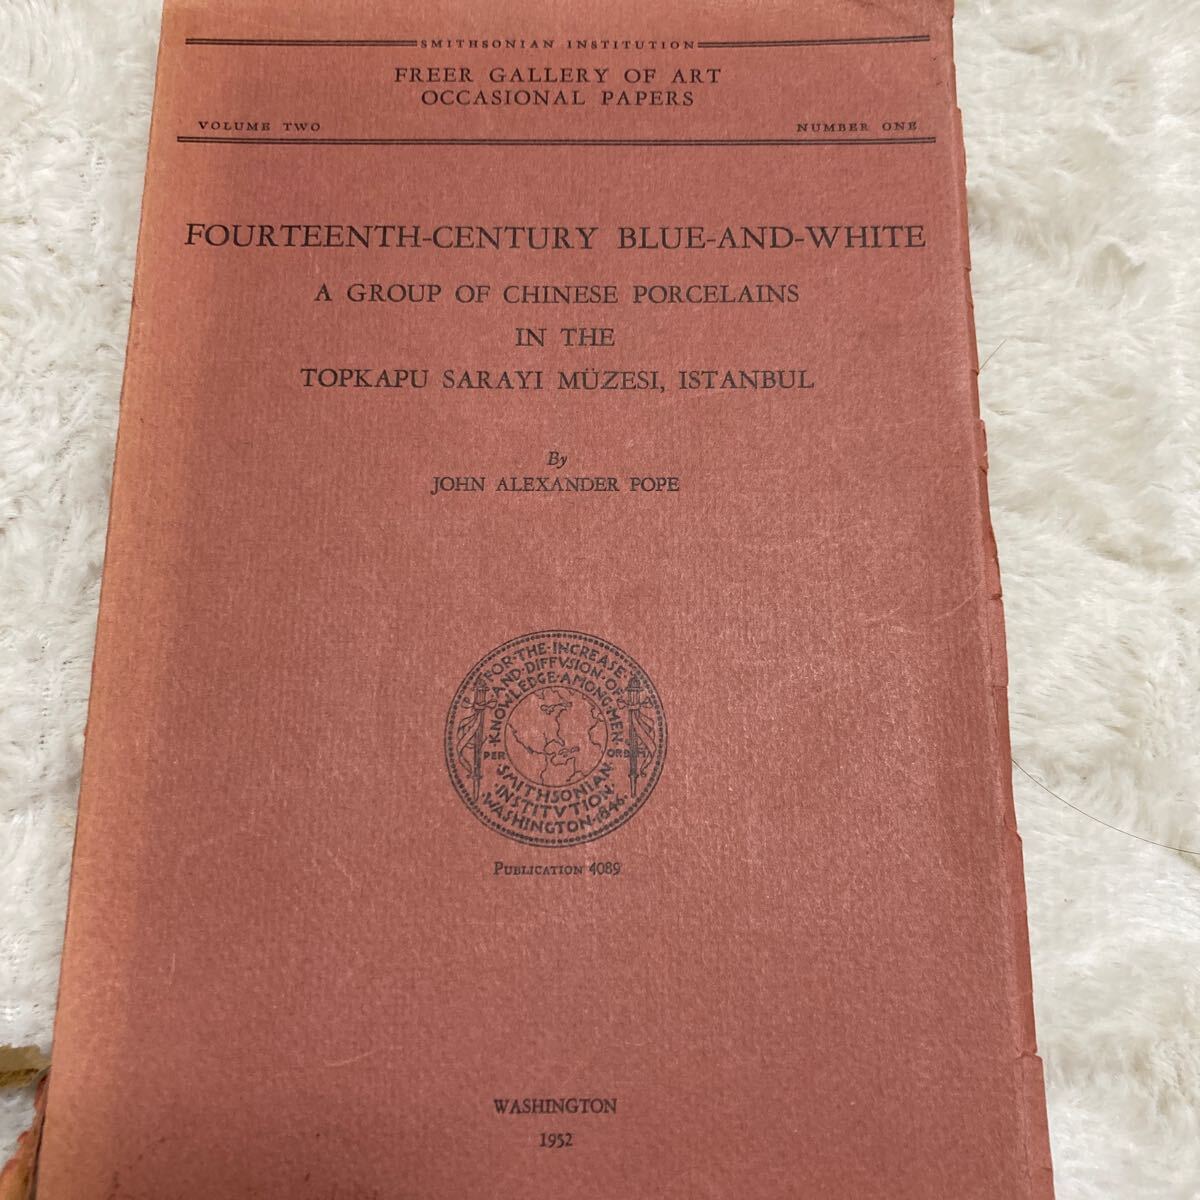 SMITHSONIAN INSTITUTION
FREER GALLERY OF ART
OCCASIONAL PAPERS
VOLUME TWO NUMBER ONE
FOURTEENTH-CENTURY BLUE-AND-WHITE
A GROUP OF CHINESE PORCELAINS
IN THE
TOPKAPU SARAYI MÜZESI, ISTANBUL
By
JOHN ALEXANDER POPE
FOR·THE·INCREASE
AND·DIFFVSION·OF
KNOWLEDGE·AMONG·MEN
PER ORBEM
SMITHSONIAN
INSTITVTION
WASHINGTON·1846
PUBLICATION 4089
WASHINGTON
1952